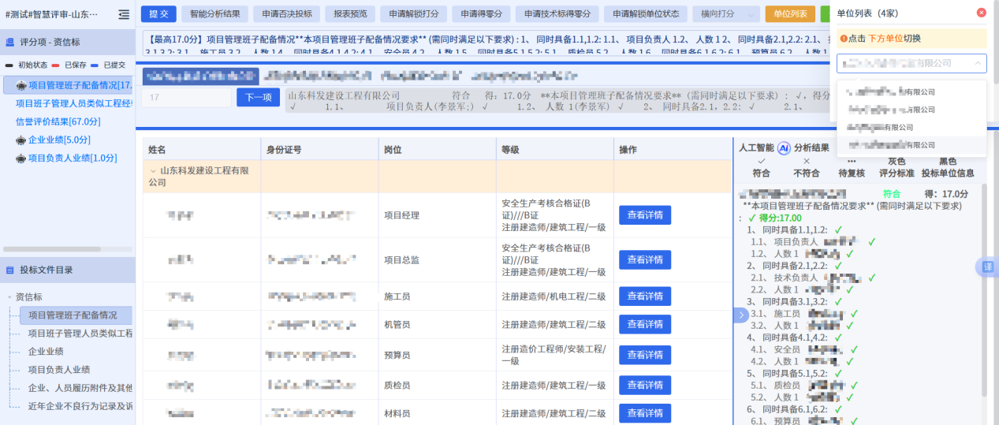 #测试#智慧评审-山东…
提 交
智能分析结果
申请否决投标
报表预览
申请解锁打分
申请得零分
申请技术标得零分
申请解锁单位状态
横向打分
单位列表
单位列表（4家）
点击 下方单位切换
有限公司
有限公司
有限公司
有限公司
有限公司
评分项 - 资信标
初始状态 已保存 已提交
项目管理班子配备情况[17.
项目班子管理人员类似工程经
信誉评价结果[67.0分]
企业业绩[5.0分]
项目负责人业绩[1.0分]
【最高17.0分】项目管理班子配备情况**本项目管理班子配备情况要求** (需同时满足以下要求) : 1、 同时具备1.1,1.2: 1.1、 项目负责人 1.2、 人数 1 2、 同时具备2.1,2.2: 2.1、
3.1,3.2: 3.1、 施工员 3.2、 人数 1 4、 同时具备4.1,4.2: 4.1、 安全员 4.2、 人数 1 5、 同时具备5.1,5.2: 5.1、 质检员 5.2、 人数 1 6、 同时具备6.1,6.2: 6.1、 预算员 6.2、 人数 1
17
下一项
山东科发建设工程有限公司 符合 得: 17.0分 **本项目管理班子配备情况要求** (需同时满足以下要求) : √，得分
√ 1.1、 项目负责人(李景军;) √ 1.2、 人数 1(李景军) √ 2、 同时具备2.1，2.2: √ 2.1、
投标文件目录
资信标
项目管理班子配备情况
项目班子管理人员类似工程
企业业绩
项目负责人业绩
企业、人员履历附件及其他
近年企业不良行为记录及诉
姓名 身份证号 岗位 等级 操作
山东科发建设工程有限
公司
项目经理
安全生产考核合格证(B
证)///B证
注册建造师/建筑工程/一级
查看详情
项目总监
安全生产考核合格证(B
证)///B证
注册建造师/建筑工程/一级
查看详情
施工员 注册建造师/机电工程/二级 查看详情
机管员 注册建造师/建筑工程/二级 查看详情
预算员
注册造价工程师/安装工程/
一级
查看详情
质检员 注册建造师/建筑工程/一级 查看详情
材料员 注册建造师/建筑工程/二级 查看详情
人工智能 Ai 分析结果
✓ × ••• 灰色 黑色
符合 不符合 待复核 评分标准 投标单位信息
符合 得：17.0分
**本项目管理班子配备情况要求** (需同时满足以下要求)
: ✓ 得分:17.00
1、 同时具备1.1,1.2: ✓
1.1、 项目负责人 ✓
1.2、 人数 1 ✓
2、 同时具备2.1,2.2: ✓
2.1、 技术负责人 ✓
2.2、 人数 1 ✓
3、 同时具备3.1,3.2: ✓
3.1、 施工员 ✓
3.2、 人数 1 ✓
4、 同时具备4.1,4.2: ✓
4.1、 安全员 ✓
4.2、 人数 1 ✓
5、 同时具备5.1,5.2: ✓
5.1、 质检员 ✓
5.2、 人数 1 ✓
6、 同时具备6.1,6.2: ✓
6.1、 预算员 ✓
译